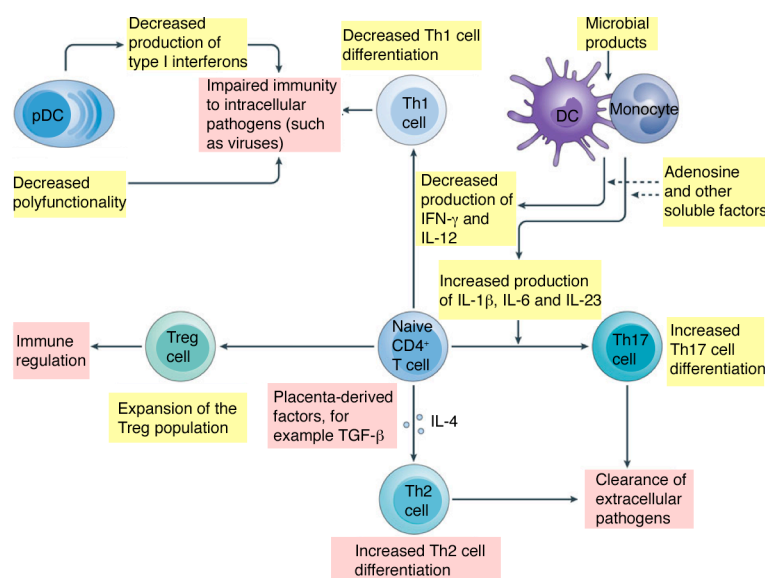 Decreased
production of
type I interferons
Decreased Th1 cell
differentiation
Microbial
products
pDC
Impaired immunity
to intracellular
pathogens (such
as viruses)
Th1
cell
DC
Monocyte
Decreased
polyfunctionality
Decreased
production of
IFN-γ and
IL-12
Adenosine
and other
soluble factors
Increased production
of IL-1β, IL-6 and IL-23
Immune
regulation
Treg
cell
Naive
CD4⁺
T cell
Th17
cell
Increased
Th17 cell
differentiation
Expansion of the
Treg population
Placenta-derived
factors, for
example TGF-β
IL-4
Th2
cell
Clearance of
extracellular
pathogens
Increased Th2 cell
differentiation